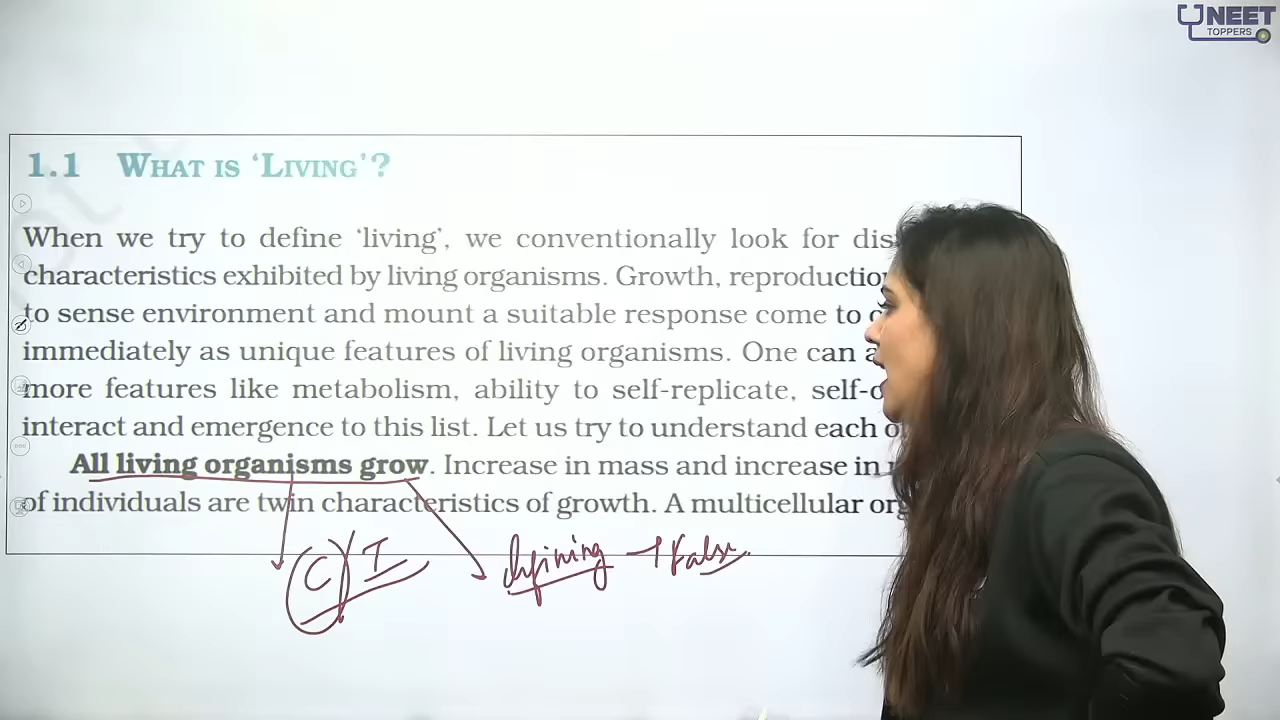 NEET
TOPPERS
1.1 WHAT IS ‘LIVING’?
When we try to define ‘living’, we conventionally look for dis
characteristics exhibited by living organisms. Growth, reproduction
to sense environment and mount a suitable response come to
immediately as unique features of living organisms. One can a
more features like metabolism, ability to self-replicate, self-o
interact and emergence to this list. Let us try to understand each o
All living organisms grow. Increase in mass and increase in
of individuals are twin characteristics of growth. A multicellular org
C T defining → False